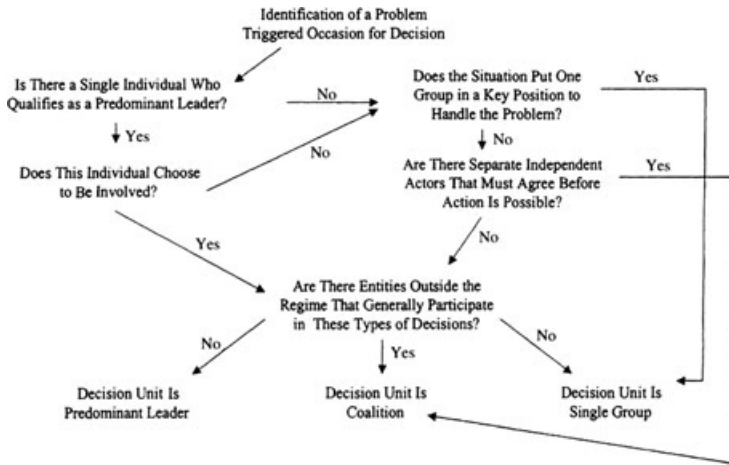 Identification of a Problem
Triggered Occasion for Decision
Is There a Single Individual Who
Qualifies as a Predominant Leader?
No
Does the Situation Put One
Group in a Key Position to
Handle the Problem?
Yes
Yes
No
No
Does This Individual Choose
to Be Involved?
Are There Separate Independent
Actors That Must Agree Before
Action Is Possible?
Yes
Yes
No
Are There Entities Outside the
Regime That Generally Participate
in These Types of Decisions?
No
Yes
No
Decision Unit Is
Predominant Leader
Decision Unit Is
Coalition
Decision Unit Is
Single Group